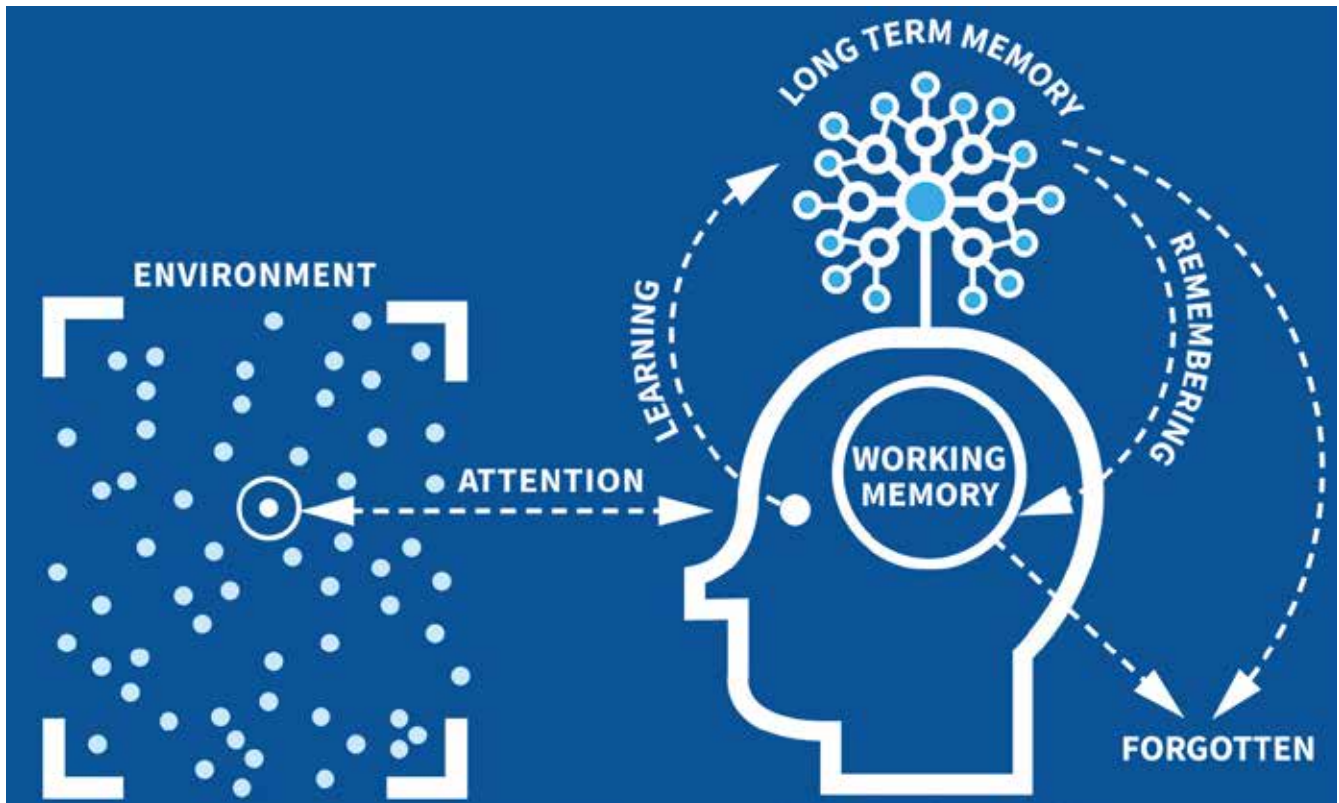 LONG TERM MEMORY
ENVIRONMENT
LEARNING
REMEMBERING
ATTENTION
WORKING
MEMORY
FORGOTTEN